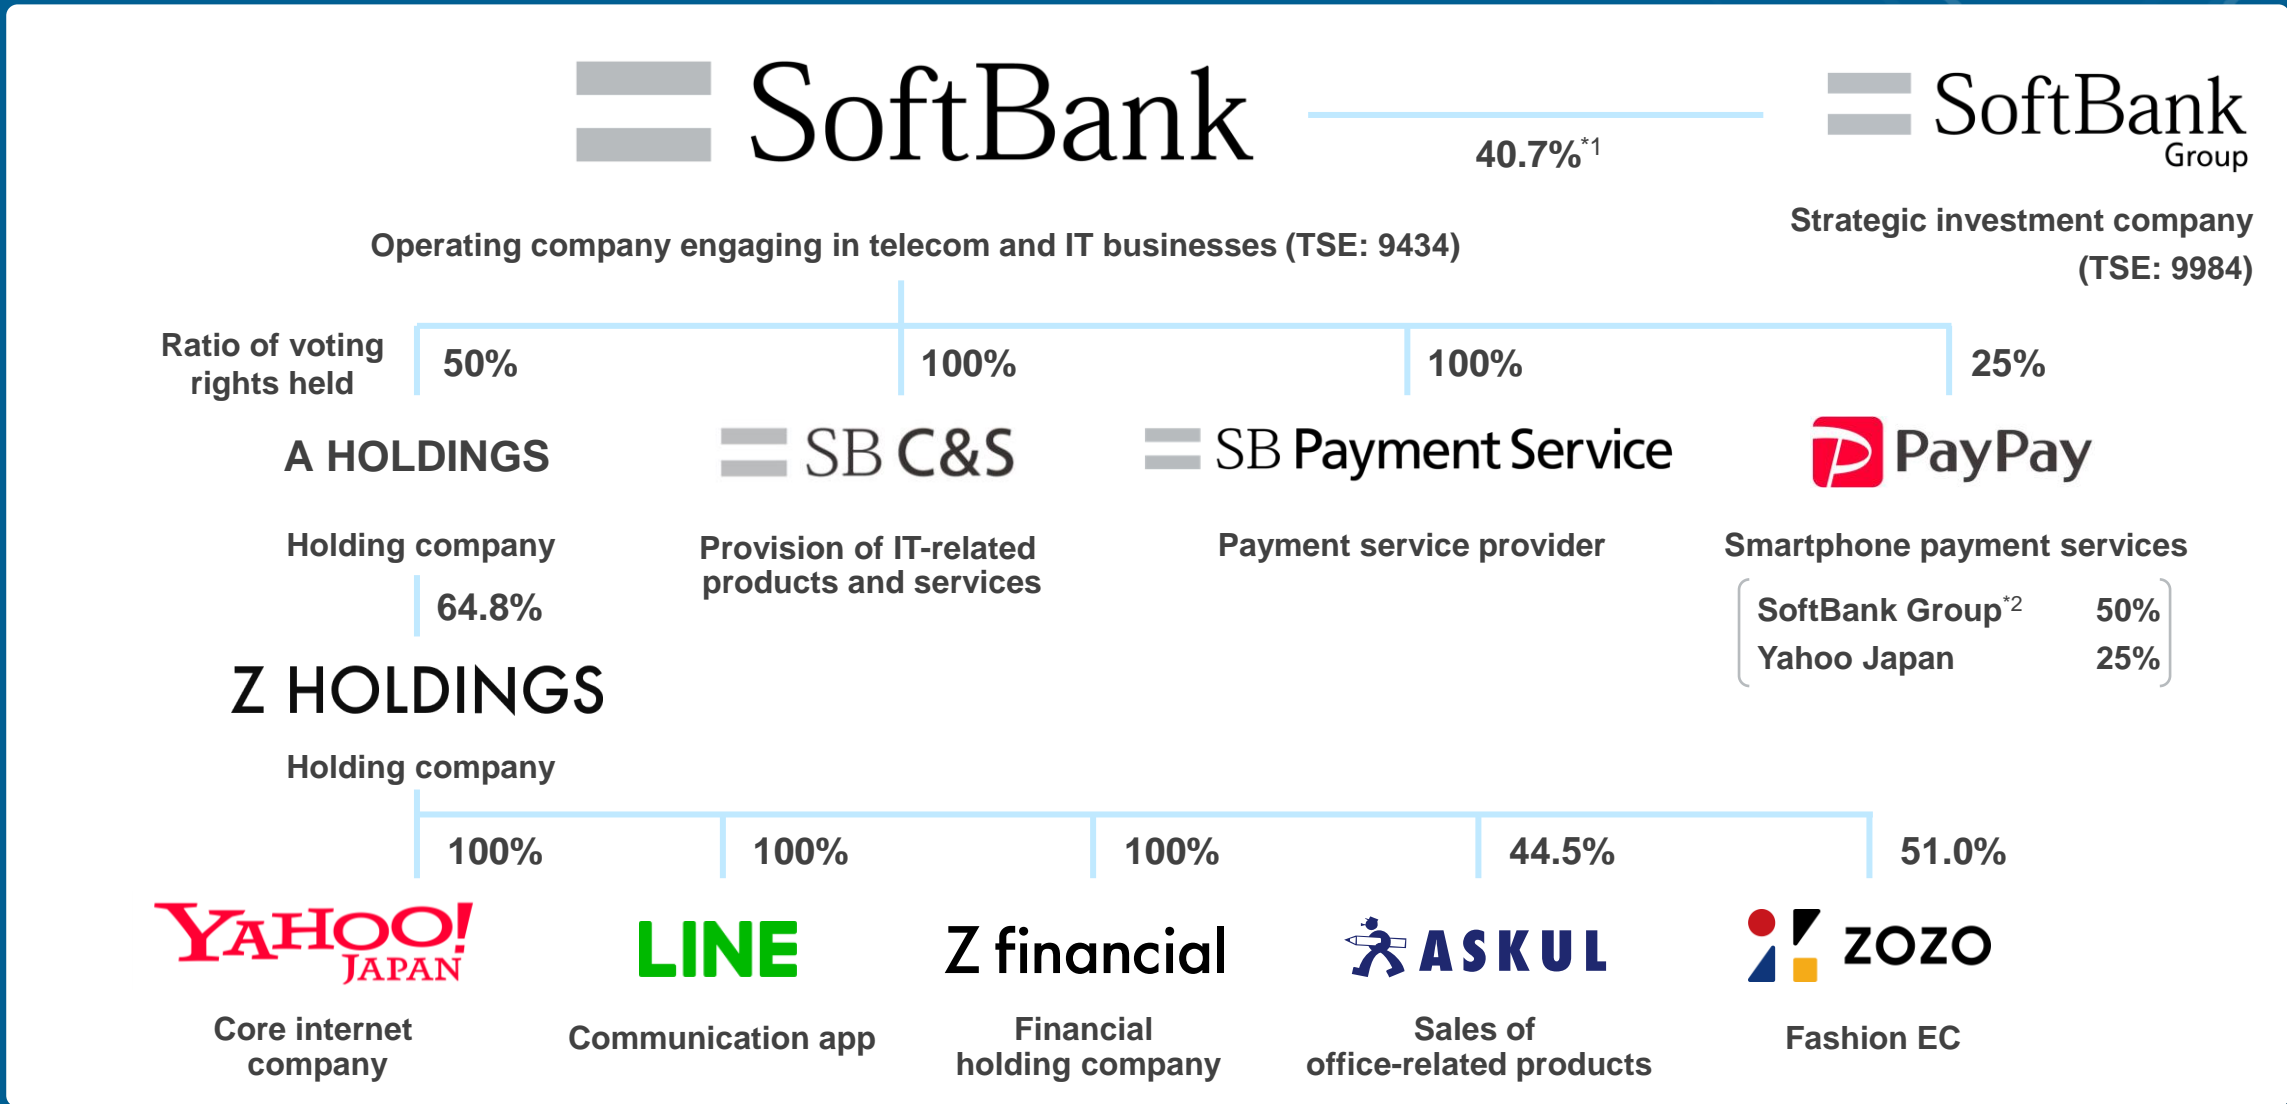 SoftBank
40.7%*1
SoftBank
Group
Operating company engaging in telecom and IT businesses (TSE: 9434)
Strategic investment company
(TSE: 9984)
Ratio of voting
rights held
50%
100%
100%
25%
A HOLDINGS
SB C&S
SB Payment Service
PayPay
Holding company
Provision of IT-related
products and services
Payment service provider
Smartphone payment services
SoftBank Group*2 50%
Yahoo Japan 25%
64.8%
Z HOLDINGS
Holding company
100%
100%
100%
44.5%
51.0%
YAHOO!
JAPAN
LINE
Z financial
ASKUL
ZOZO
Core internet
company
Communication app
Financial
holding company
Sales of
office-related products
Fashion EC